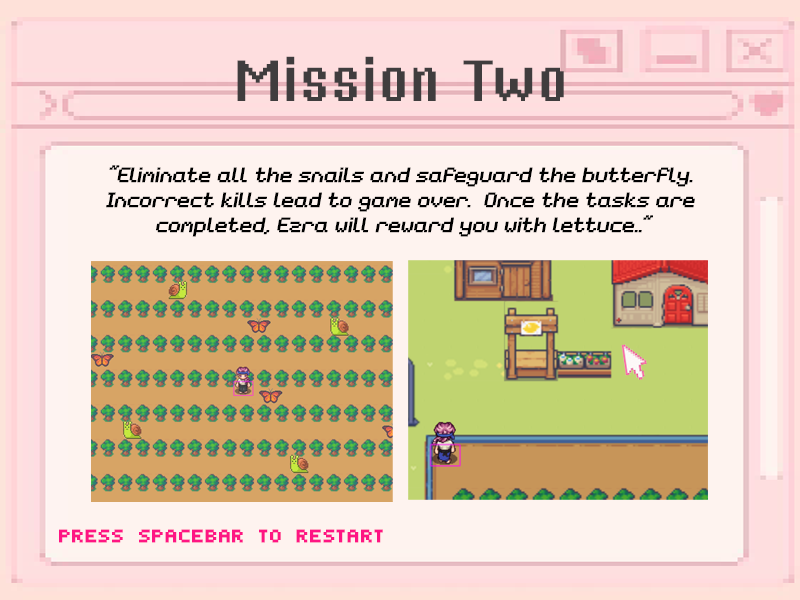 Mission Two
"Eliminate all the snails and safeguard the butterfly.
Incorrect kills lead to game over. Once the tasks are
completed, Ezra will reward you with lettuce.."
PRESS SPACEBAR TO RESTART